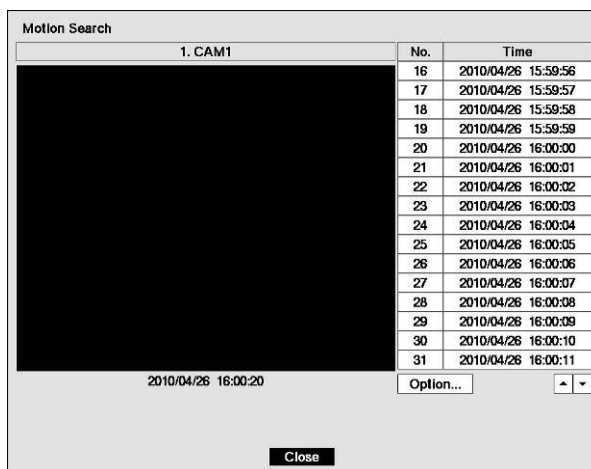 Motion Search
1. CAM1
No. Time
16 2010/04/26 15:59:56
17 2010/04/26 15:59:57
18 2010/04/26 15:59:58
19 2010/04/26 15:59:59
20 2010/04/26 16:00:00
21 2010/04/26 16:00:01
22 2010/04/26 16:00:02
23 2010/04/26 16:00:03
24 2010/04/26 16:00:04
25 2010/04/26 16:00:05
26 2010/04/26 16:00:06
27 2010/04/26 16:00:07
28 2010/04/26 16:00:08
29 2010/04/26 16:00:09
30 2010/04/26 16:00:10
31 2010/04/26 16:00:11
2010/04/26 16:00:20
Option...
Close